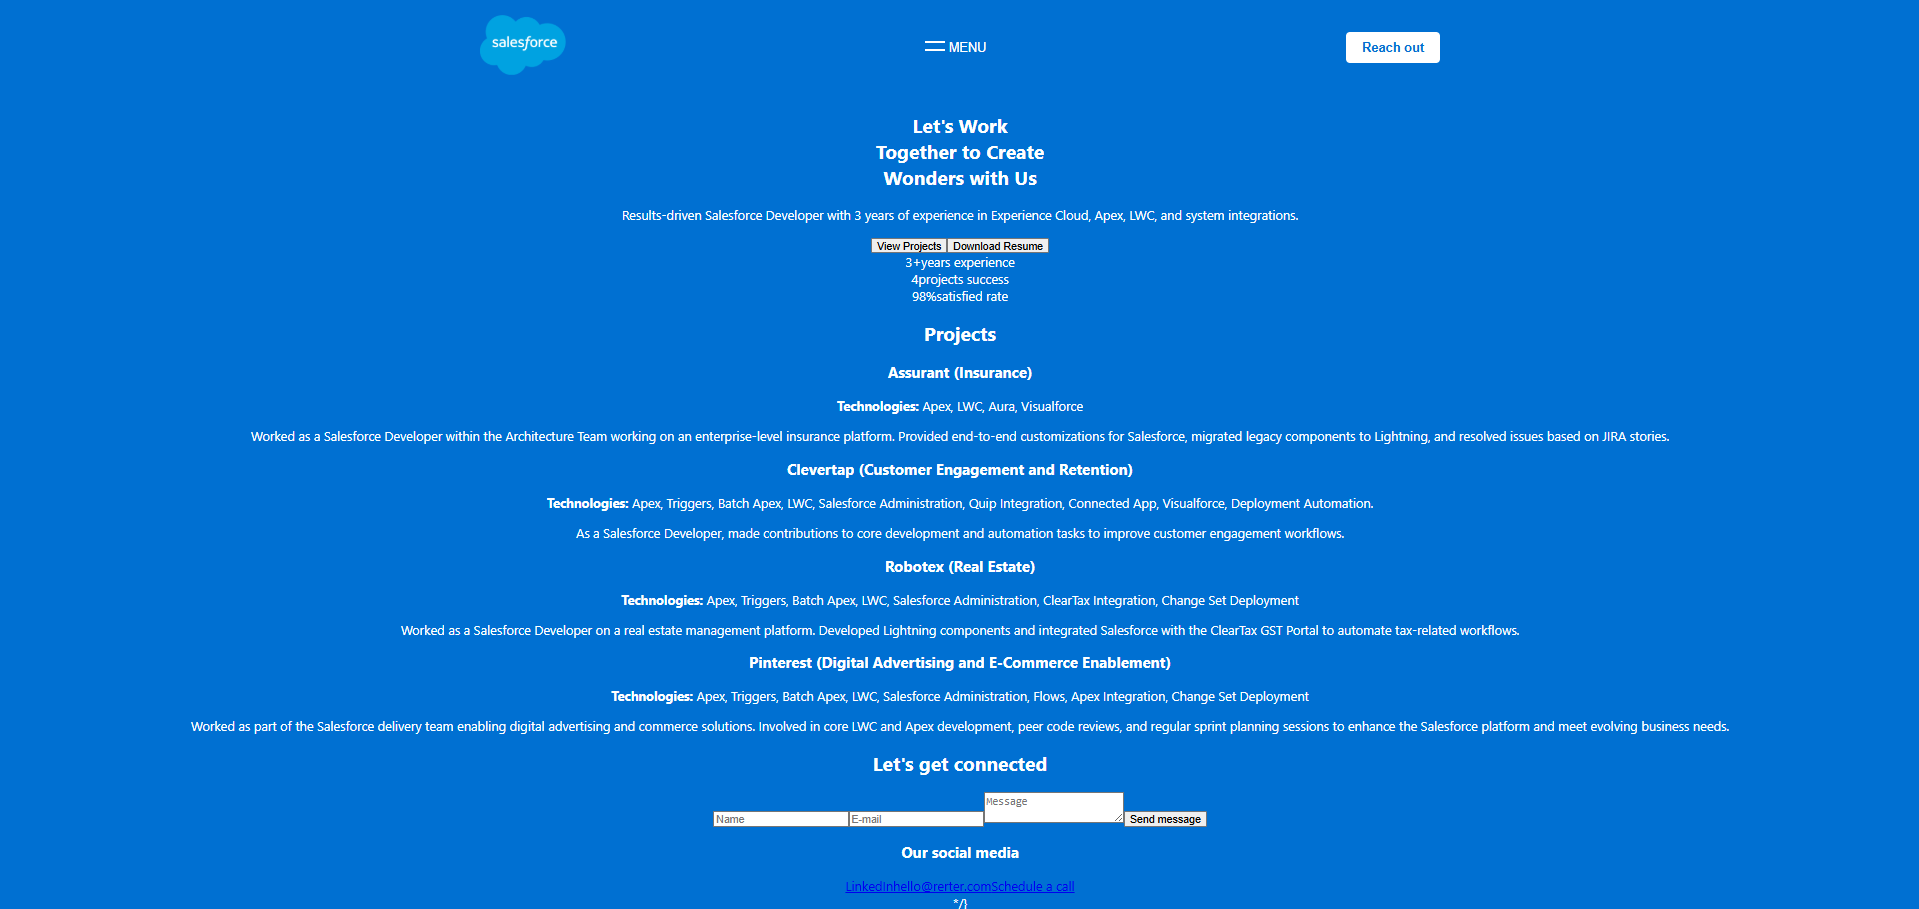 salesforce
MENU
Reach out
Let's Work
Together to Create
Wonders with Us
Results-driven Salesforce Developer with 3 years of experience in Experience Cloud, Apex, LWC, and system integrations.
View Projects Download Resume
3+years experience
4projects success
98%satisfied rate
Projects
Assurant (Insurance)
Technologies: Apex, LWC, Aura, Visualforce
Worked as a Salesforce Developer within the Architecture Team working on an enterprise-level insurance platform. Provided end-to-end customizations for Salesforce, migrated legacy components to Lightning, and resolved issues based on JIRA stories.
Clevertap (Customer Engagement and Retention)
Technologies: Apex, Triggers, Batch Apex, LWC, Salesforce Administration, Quip Integration, Connected App, Visualforce, Deployment Automation.
As a Salesforce Developer, made contributions to core development and automation tasks to improve customer engagement workflows.
Robotex (Real Estate)
Technologies: Apex, Triggers, Batch Apex, LWC, Salesforce Administration, ClearTax Integration, Change Set Deployment
Worked as a Salesforce Developer on a real estate management platform. Developed Lightning components and integrated Salesforce with the ClearTax GST Portal to automate tax-related workflows.
Pinterest (Digital Advertising and E-Commerce Enablement)
Technologies: Apex, Triggers, Batch Apex, LWC, Salesforce Administration, Flows, Apex Integration, Change Set Deployment
Worked as part of the Salesforce delivery team enabling digital advertising and commerce solutions. Involved in core LWC and Apex development, peer code reviews, and regular sprint planning sessions to enhance the Salesforce platform and meet evolving business needs.
Let's get connected
Name E-mail Message Send message
Our social media
LinkedInhello@rerter.comSchedule a call
*/}